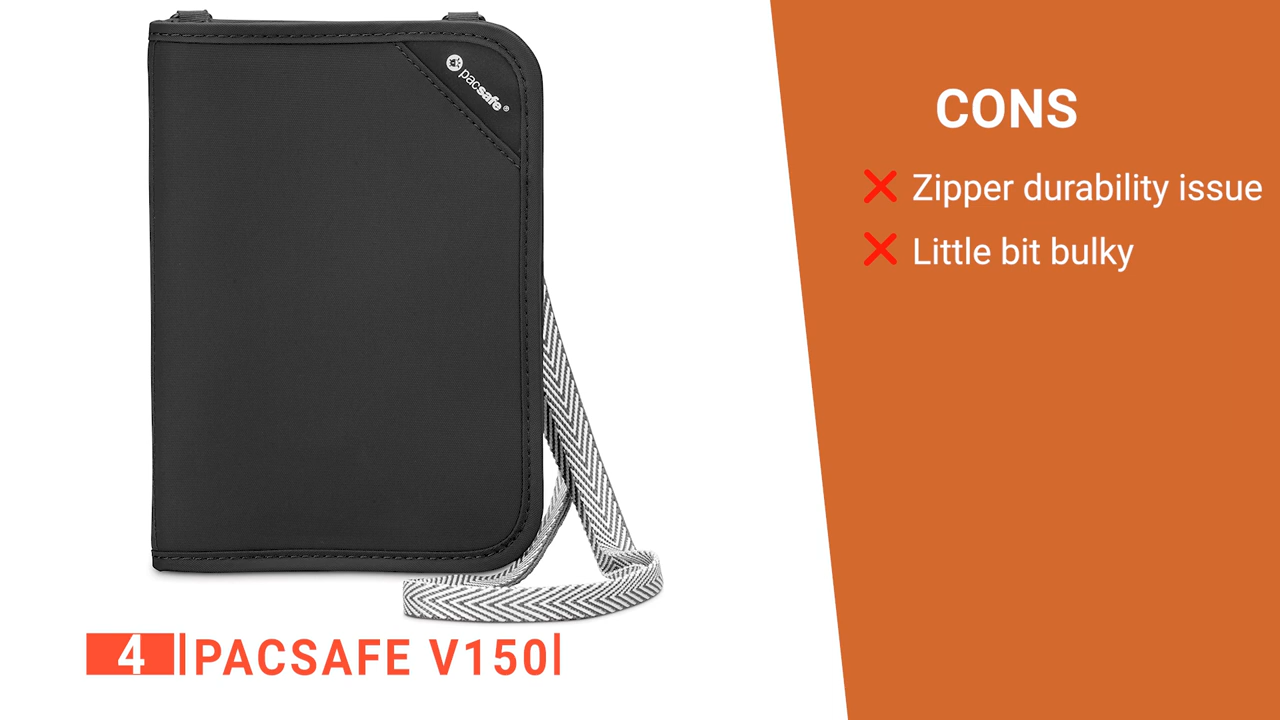 pacsafe®
CONS
Zipper durability issue
Little bit bulky
4 PACSAFE V150